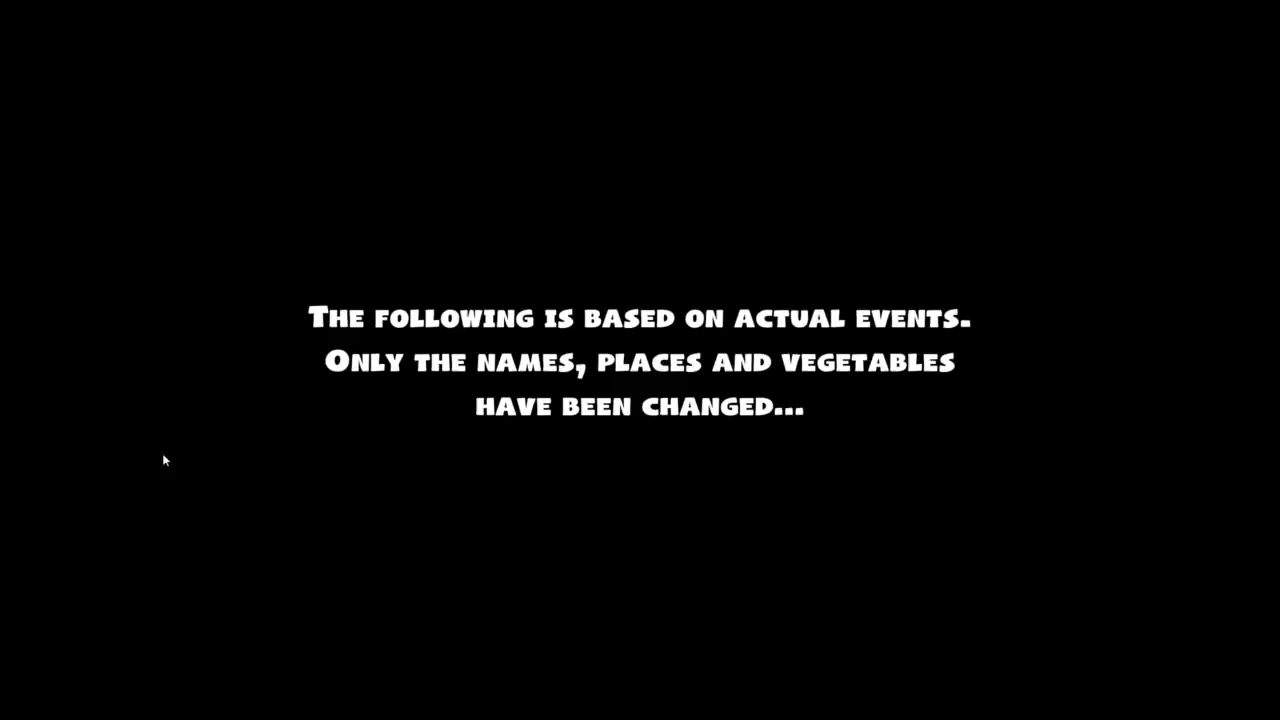 The following is based on actual events.
Only the names, places and vegetables
have been changed...